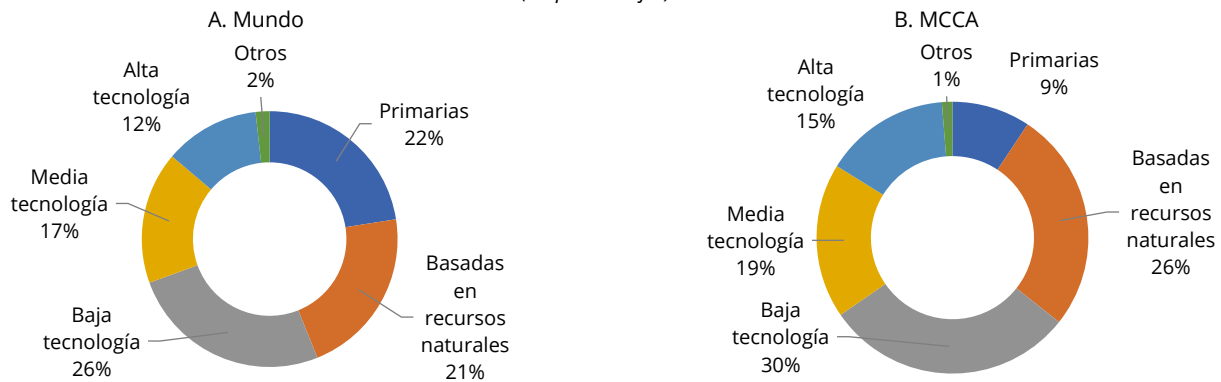 A. Mundo
Otros
2%
Alta
tecnología
12%
Primarias
22%
Media
tecnología
17%
Basadas
en
recursos
naturales
21%
Baja
tecnología
26%
B. MCCA
Otros
1%
Primarias
9%
Alta
tecnología
15%
Basadas
en
recursos
naturales
26%
Media
tecnología
19%
Baja
tecnología
30%